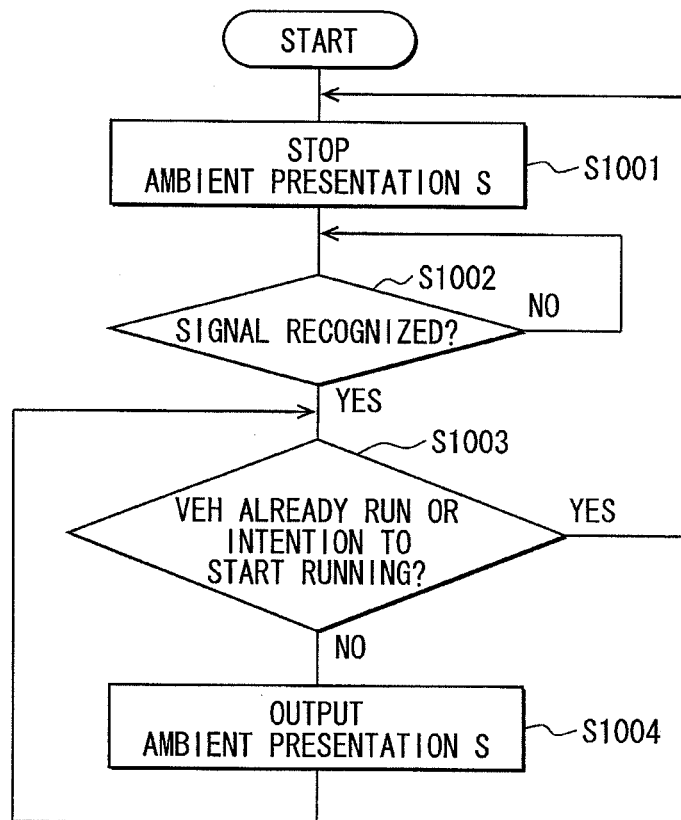 START
STOP
AMBIENT PRESENTATION S
S1001
S1002
SIGNAL RECOGNIZED?
NO
YES
S1003
VEH ALREADY RUN OR
INTENTION TO
START RUNNING?
YES
NO
OUTPUT
AMBIENT PRESENTATION S
S1004